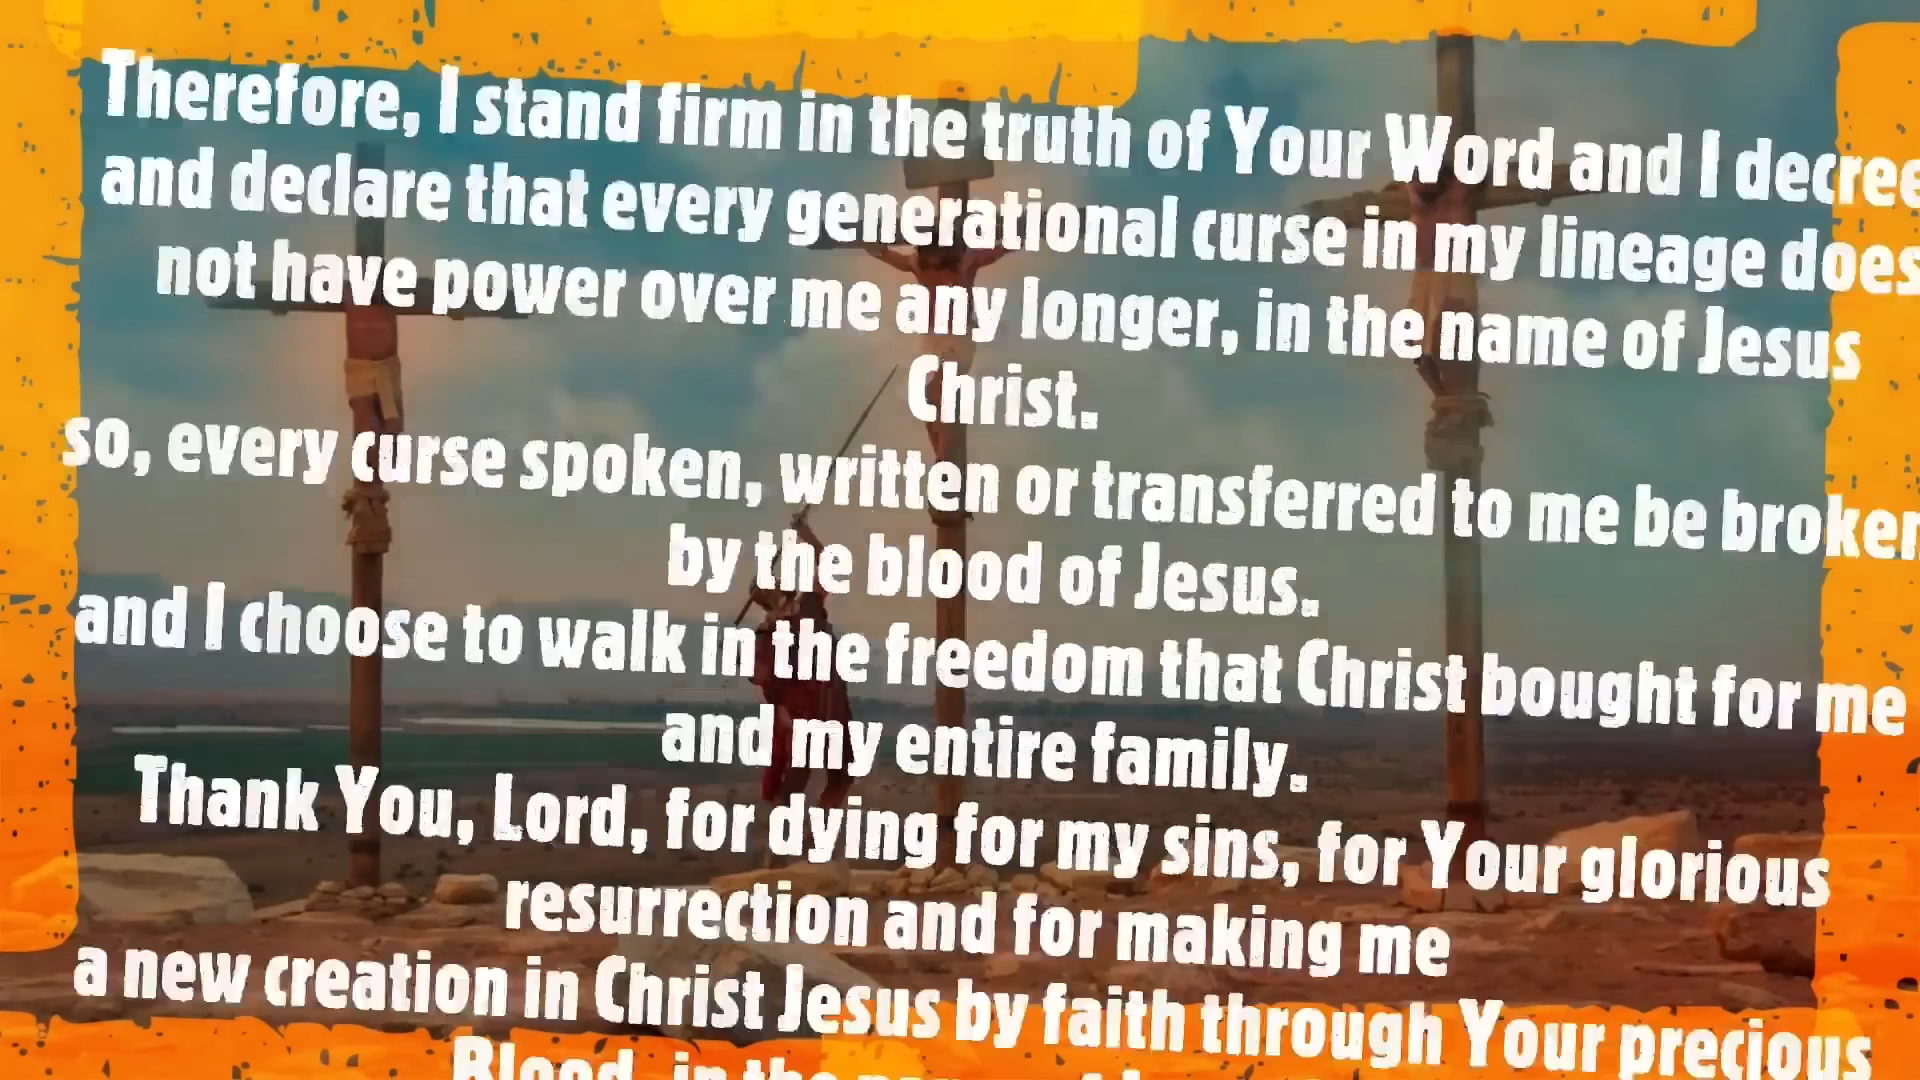 Therefore, I stand firm in the truth of Your Word and I decree
and declare that every generational curse in my lineage does
not have power over me any longer, in the name of Jesus
Christ.
so, every curse spoken, written or transferred to me be broken
by the blood of Jesus.
and I choose to walk in the freedom that Christ bought for me
and my entire family.
Thank You, Lord, for dying for my sins, for Your glorious
resurrection and for making me
a new creation in Christ Jesus by faith through Your precious
Blood, in the